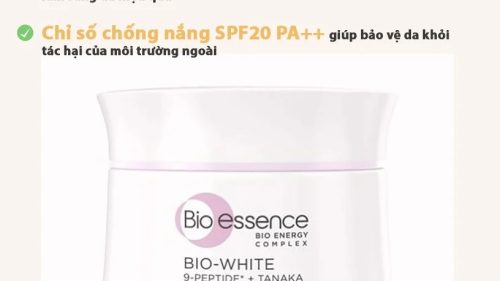 Chỉ số chống nắng SPF20 PA++ giúp bảo vệ da khỏi
tác hại của môi trường ngoài
Bio essence
BIO ENERGY
COMPLEX
BIO-WHITE
9-PEPTIDE* + TANAKA